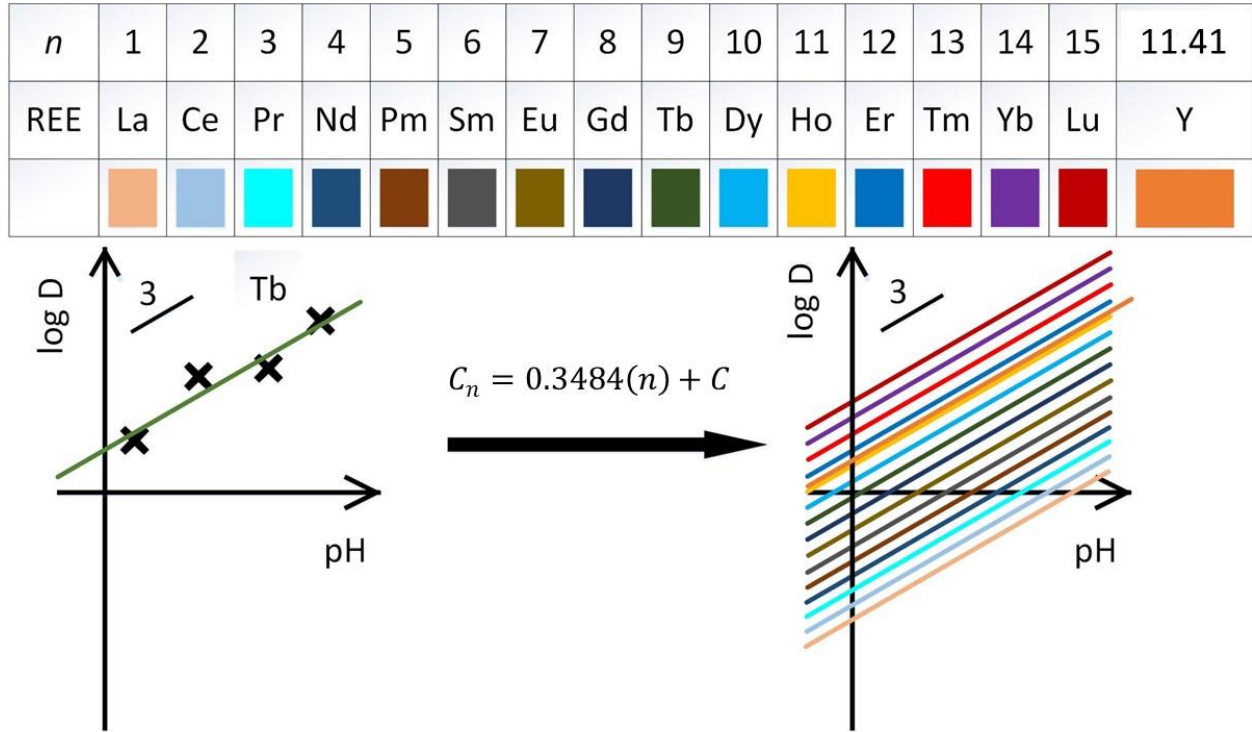 n 1 2 3 4 5 6 7 8 9 10 11 12 13 14 15 11.41
REE La Ce Pr Nd Pm Sm Eu Gd Tb Dy Ho Er Tm Yb Lu Y
log D
3
Tb
pH
C_n = 0.3484(n) + C
log D
3
pH